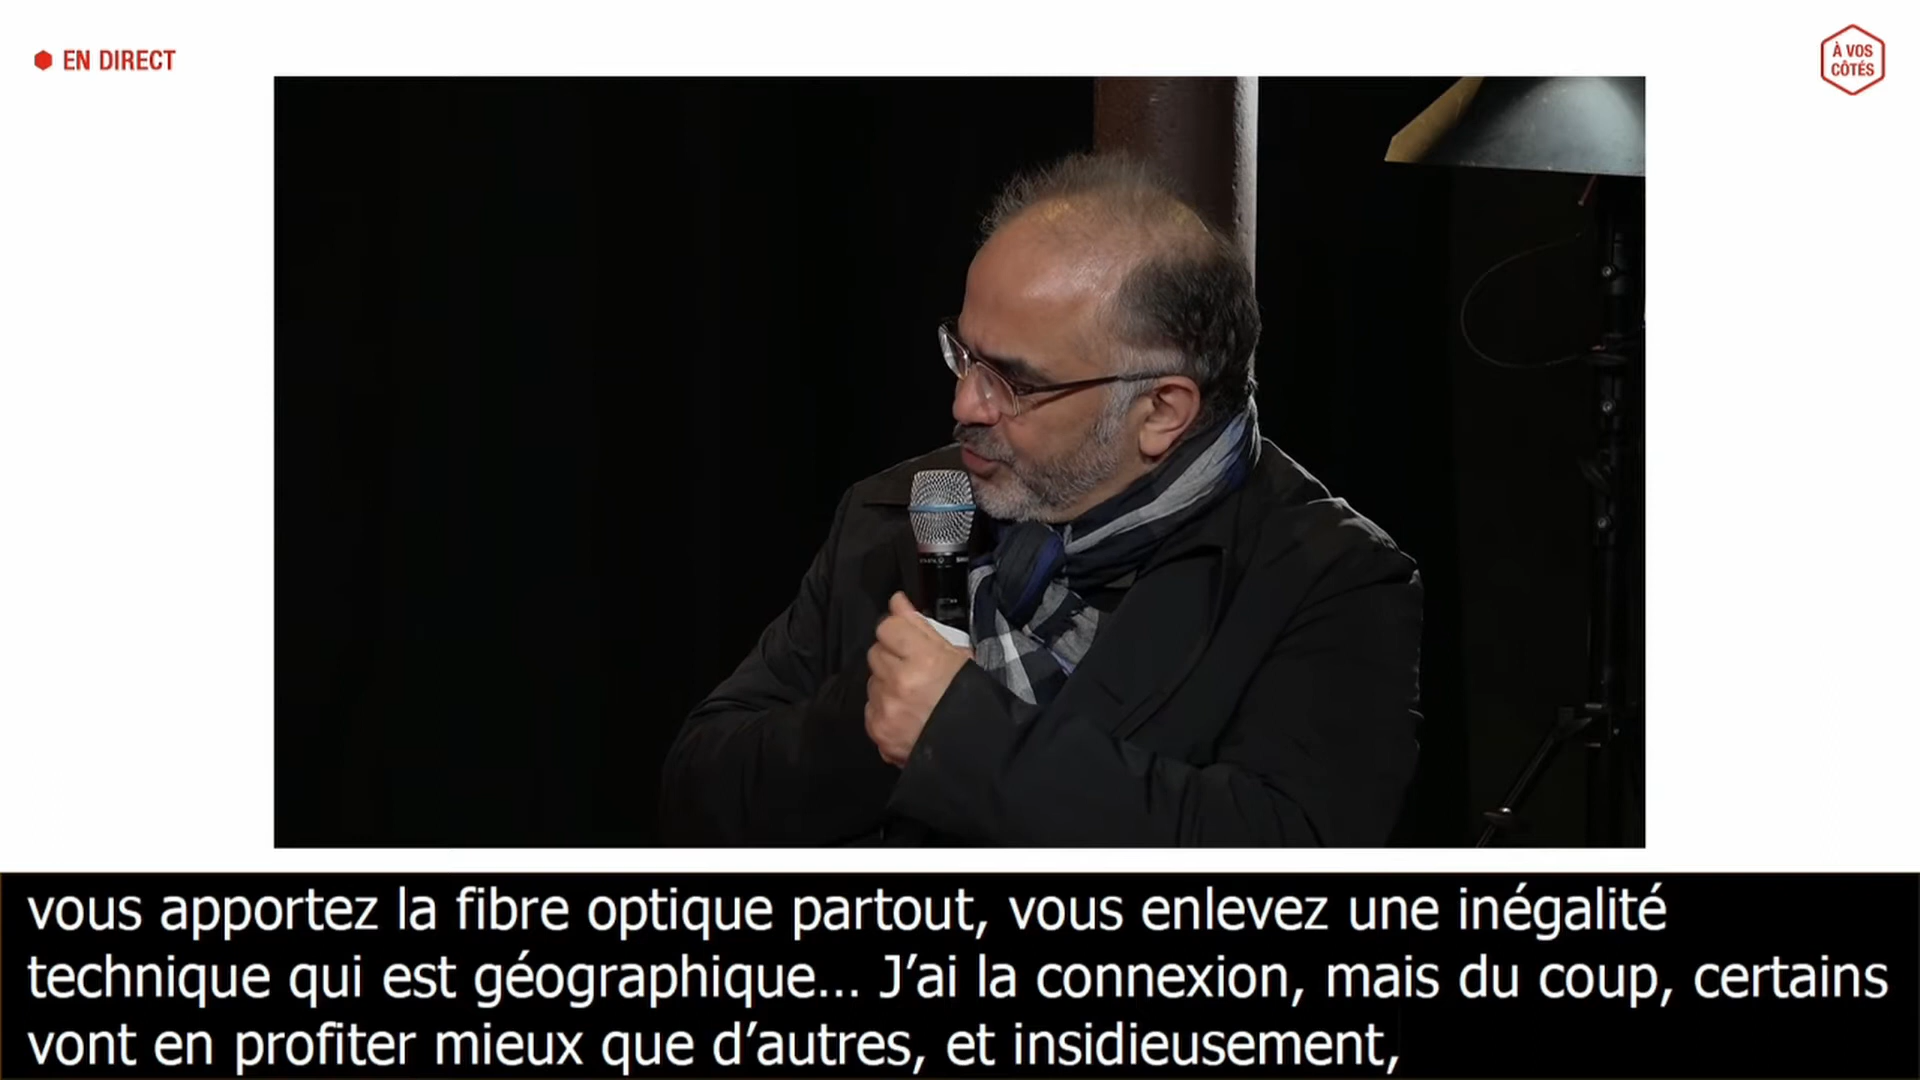 EN DIRECT
À VOS
CÔTÉS
vous apportez la fibre optique partout, vous enlevez une inégalité
technique qui est géographique... J’ai la connexion, mais du coup, certains
vont en profiter mieux que d’autres, et insidieusement,